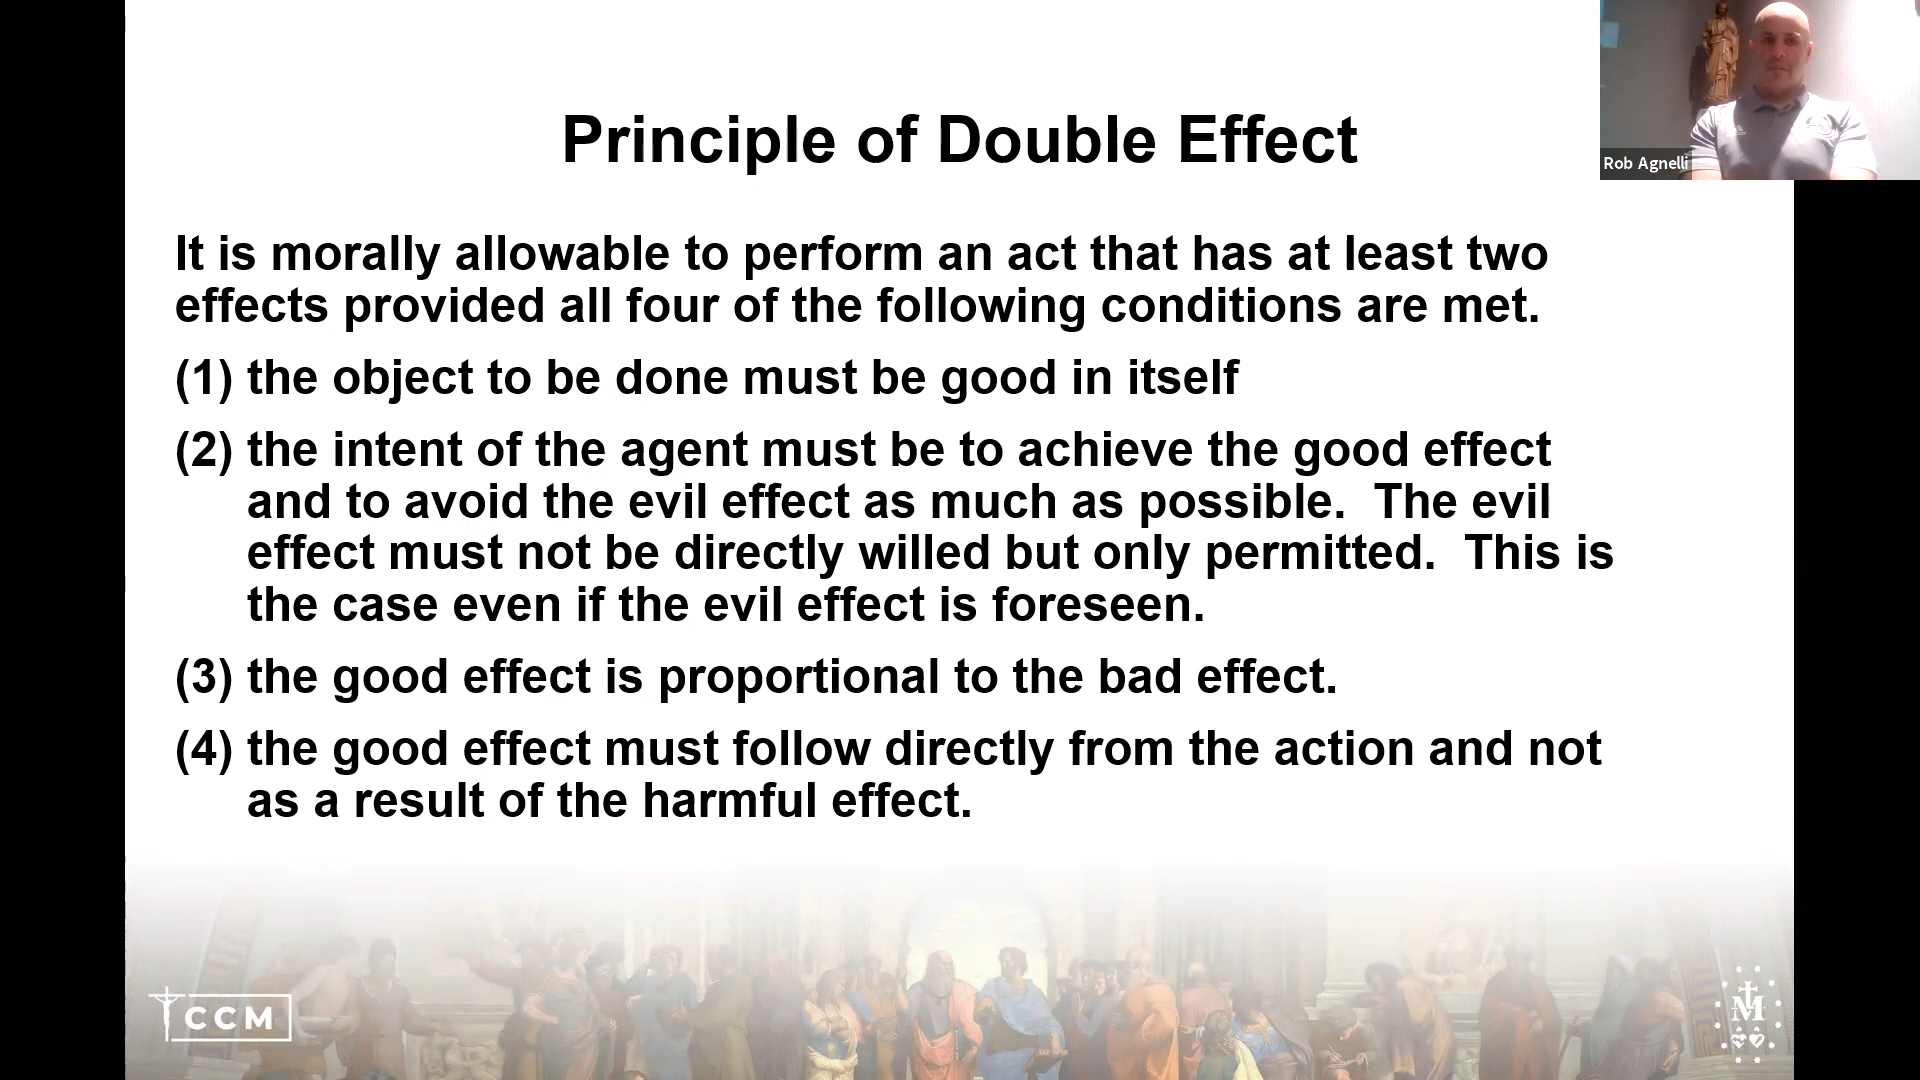 Principle of Double Effect
Rob Agnelli
It is morally allowable to perform an act that has at least two
effects provided all four of the following conditions are met.
(1) the object to be done must be good in itself
(2) the intent of the agent must be to achieve the good effect
and to avoid the evil effect as much as possible.  The evil
effect must not be directly willed but only permitted.  This is
the case even if the evil effect is foreseen.
(3) the good effect is proportional to the bad effect.
(4) the good effect must follow directly from the action and not
as a result of the harmful effect.
CCM
M